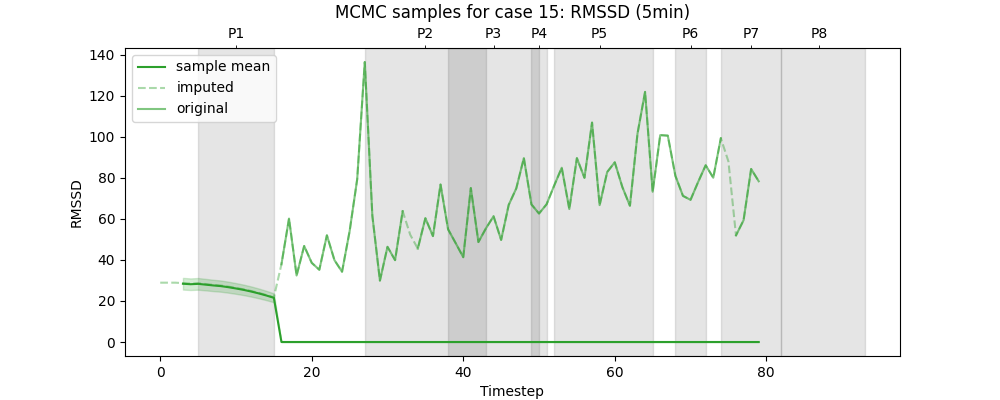 MCMC samples for case 15: RMSSD (5min)
P1 P2 P3 P4 P5 P6 P7 P8
sample mean
imputed
original
140
120
100
80
60
40
20
0
RMSSD
0 20 40 60 80
Timestep